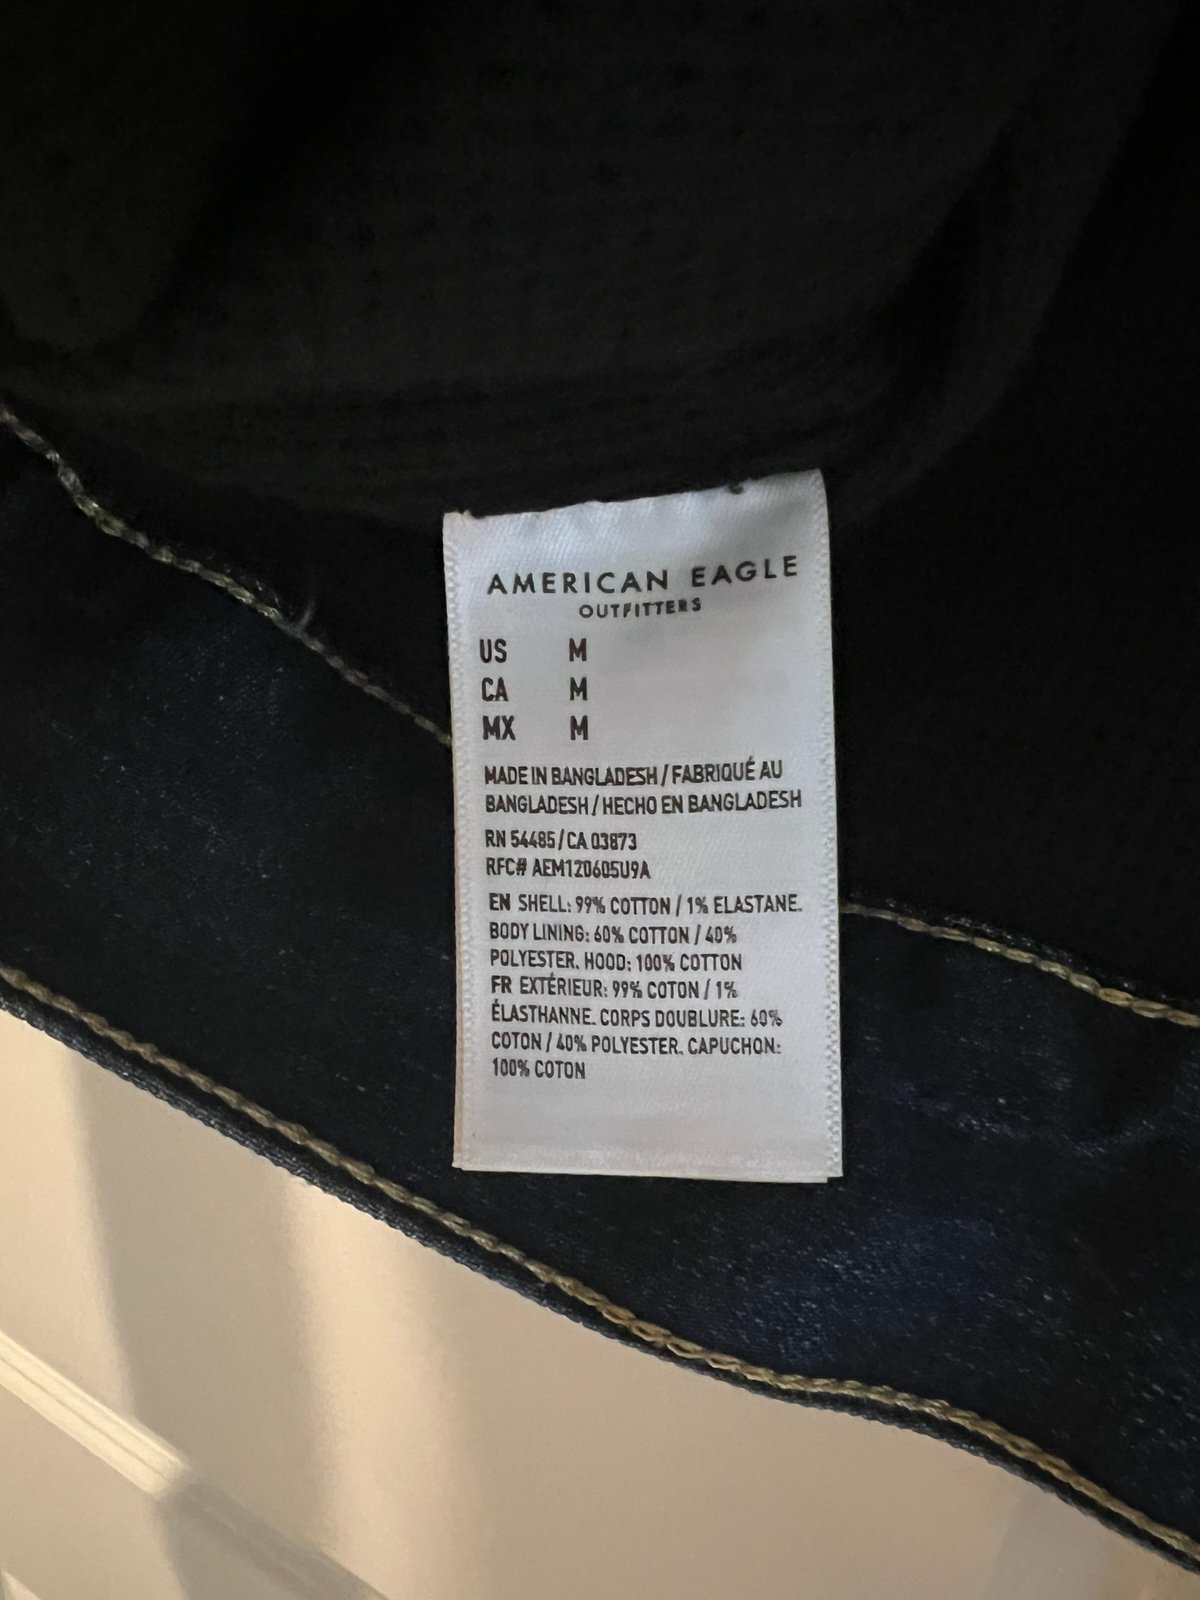 AMERICAN EAGLE
OUTFITTERS
US M
CA M
MX M
MADE IN BANGLADESH / FABRIQUÉ AU
BANGLADESH / HECHO EN BANGLADESH
RN 54485 / CA 03873
RFC# AEM120605U9A
EN SHELL: 99% COTTON / 1% ELASTANE.
BODY LINING: 60% COTTON / 40%
POLYESTER. HOOD: 100% COTTON
FR EXTÉRIEUR: 99% COTON / 1%
ÉLASTHANNE. CORPS DOUBLURE: 60%
COTON / 40% POLYESTER. CAPUCHON:
100% COTON